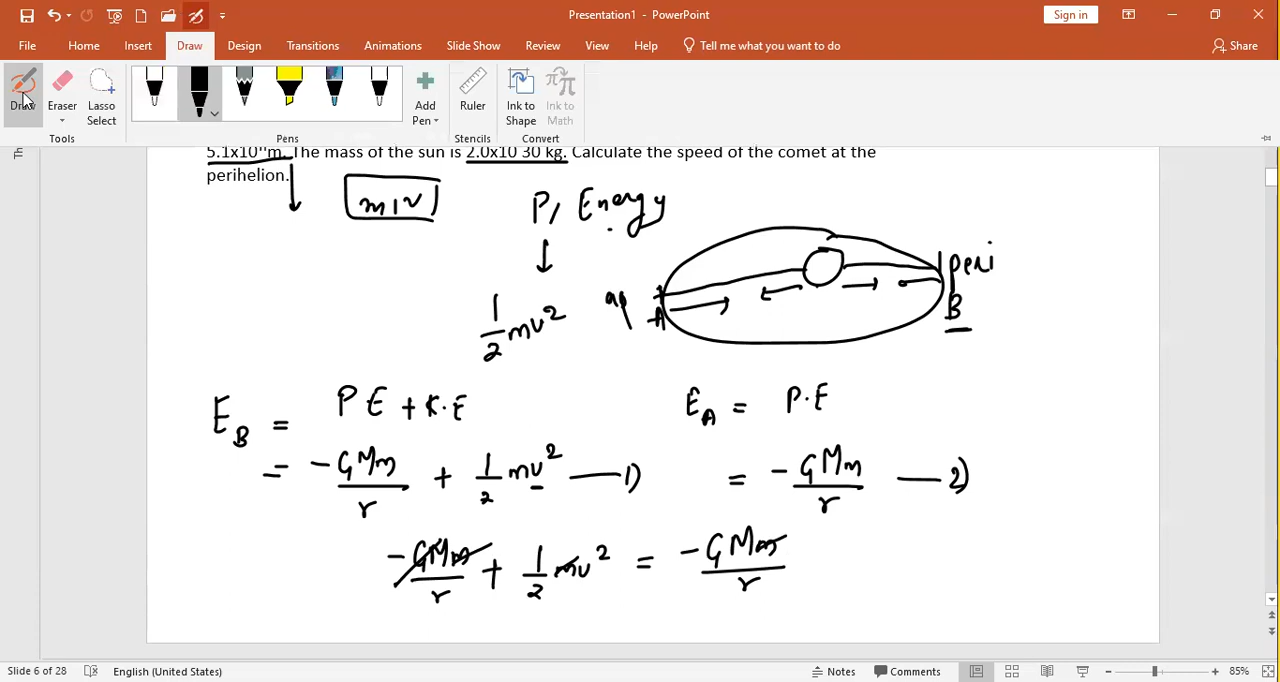 Presentation1 - PowerPoint
Sign in
File Home Insert Draw Design Transitions Animations Slide Show Review View Help Tell me what you want to do Share
Draw Eraser Lasso Select Add Pen Ruler Ink to Shape Ink to Math
Tools Pens Stencils Convert
Th
5.1x10¹¹m. The mass of the sun is 2.0x10 30 kg. Calculate the speed of the comet at the
perihelion.
P, Energy
1/2 mv² ap A peri B
E_B = PE + K.E E_A = P.E
= -GMm/r + 1/2 mv² — 1) = -GMm/r — 2)
-GMm/r + 1/2 mv² = -GMm/r
Slide 6 of 28 English (United States) Notes Comments 85%